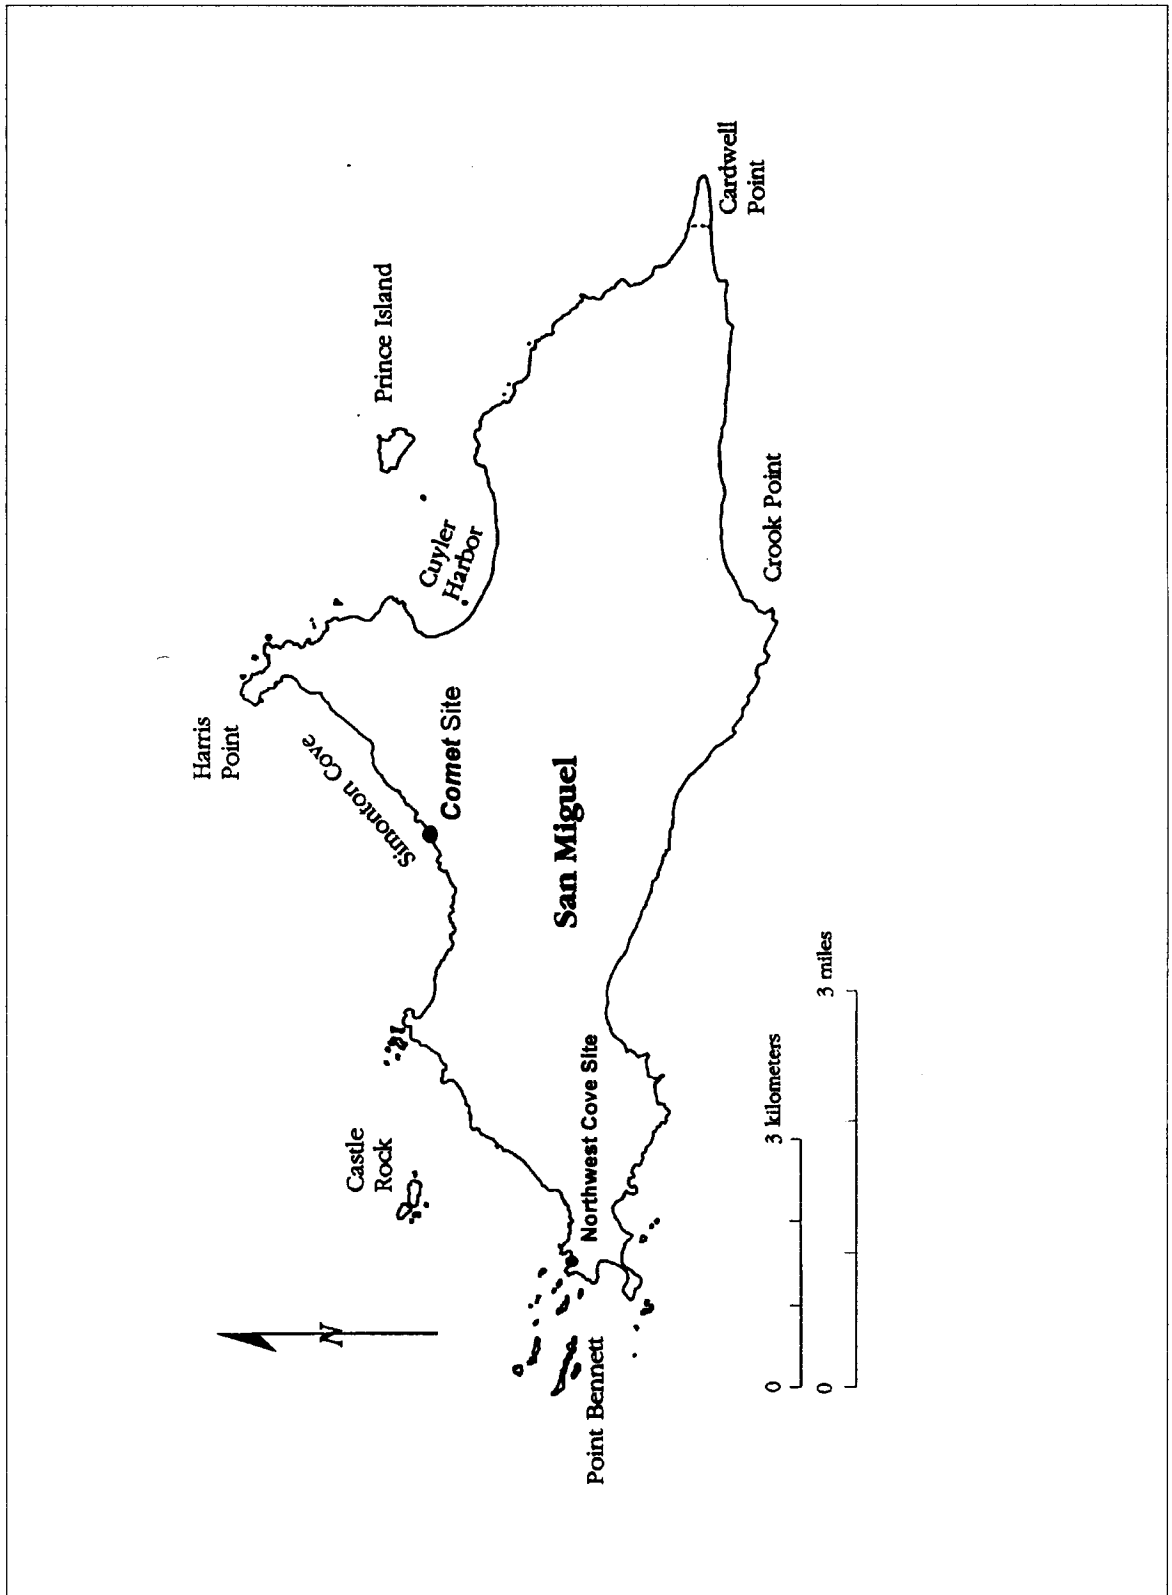 Harris
Point
Prince Island
Simonton Cove
Cuyler
Harbor
Comet Site
Castle
Rock
San Miguel
Cardwell
Point
N
Northwest Cove Site
Point Bennett
Crook Point
0
3 kilometers
0
3 miles